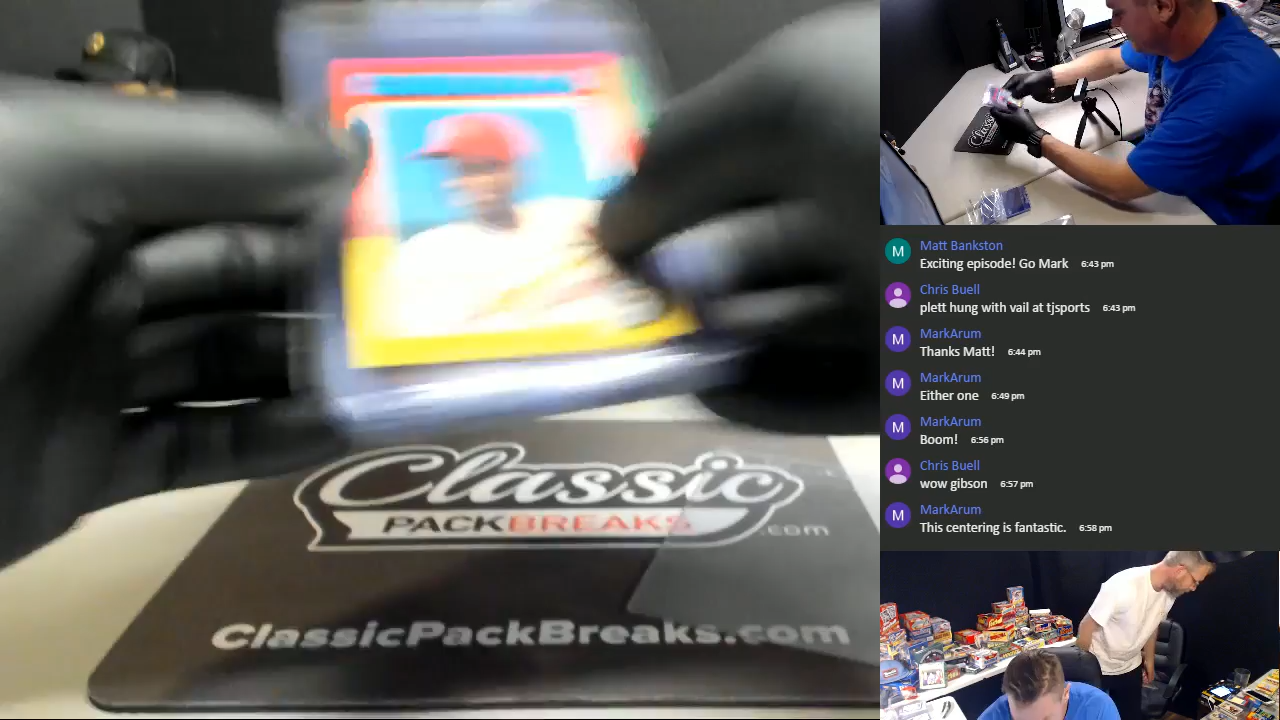 Classic
PACKBREAKS
.com
ClassicPackBreaks.com
Classic
M
Matt Bankston
Exciting episode! Go Mark 6:43 pm
Chris Buell
plett hung with vail at tjsports 6:43 pm
M
MarkArum
Thanks Matt! 6:44 pm
M
MarkArum
Either one 6:49 pm
M
MarkArum
Boom! 6:56 pm
Chris Buell
wow gibson 6:57 pm
M
MarkArum
This centering is fantastic. 6:58 pm